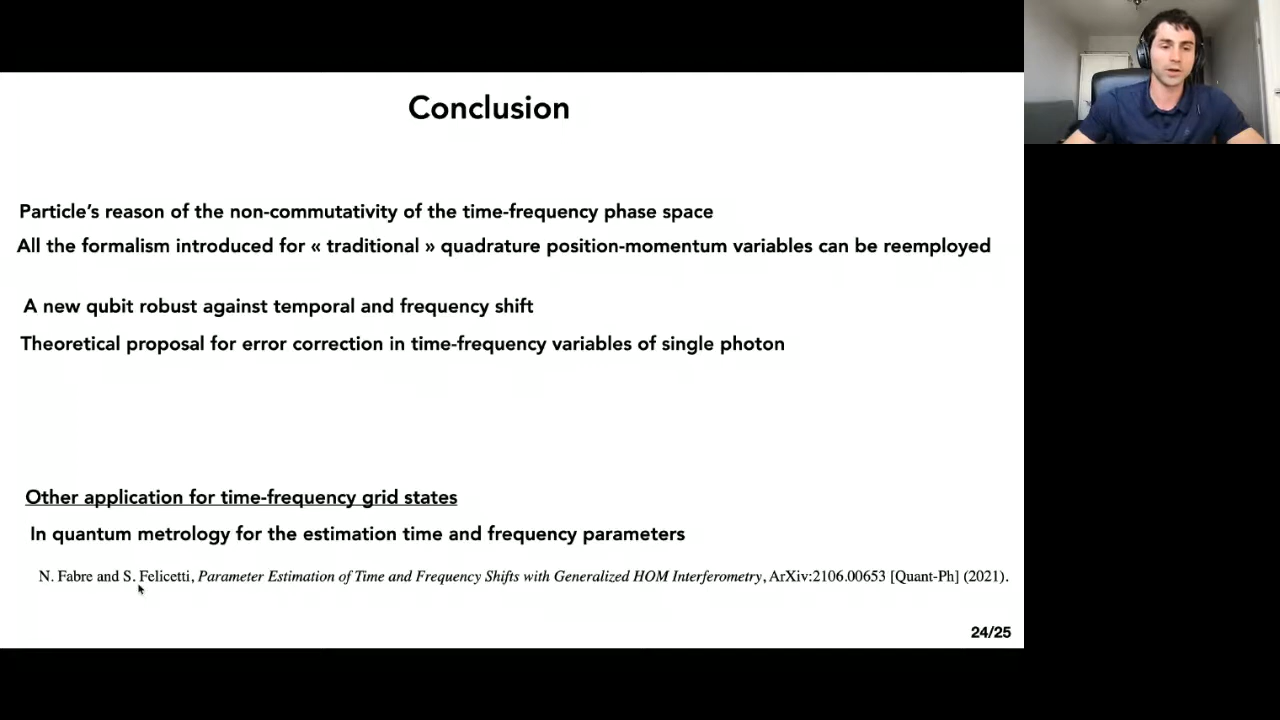 Conclusion
Particle’s reason of the non-commutativity of the time-frequency phase space
All the formalism introduced for « traditional » quadrature position-momentum variables can be reemployed
A new qubit robust against temporal and frequency shift
Theoretical proposal for error correction in time-frequency variables of single photon
Other application for time-frequency grid states
In quantum metrology for the estimation time and frequency parameters
N. Fabre and S. Felicetti, Parameter Estimation of Time and Frequency Shifts with Generalized HOM Interferometry, ArXiv:2106.00653 [Quant-Ph] (2021).
24/25